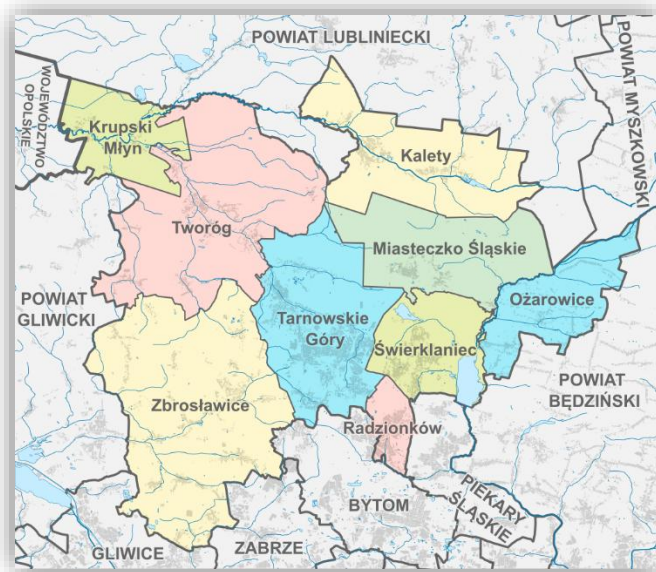 POWIAT LUBLINIECKI
POWIAT MYSZKOWSKI
WOJEWÓDZTWO
OPOLSKIE
Krupski
Młyn
Kalety
Tworóg
Miasteczko Śląskie
Ożarowice
POWIAT
GLIWICKI
Tarnowskie
Góry
Świerklaniec
Zbrosławice
POWIAT
BĘDZIŃSKI
Radzionków
PIEKARY
ŚLĄSKIE
BYTOM
GLIWICE
ZABRZE